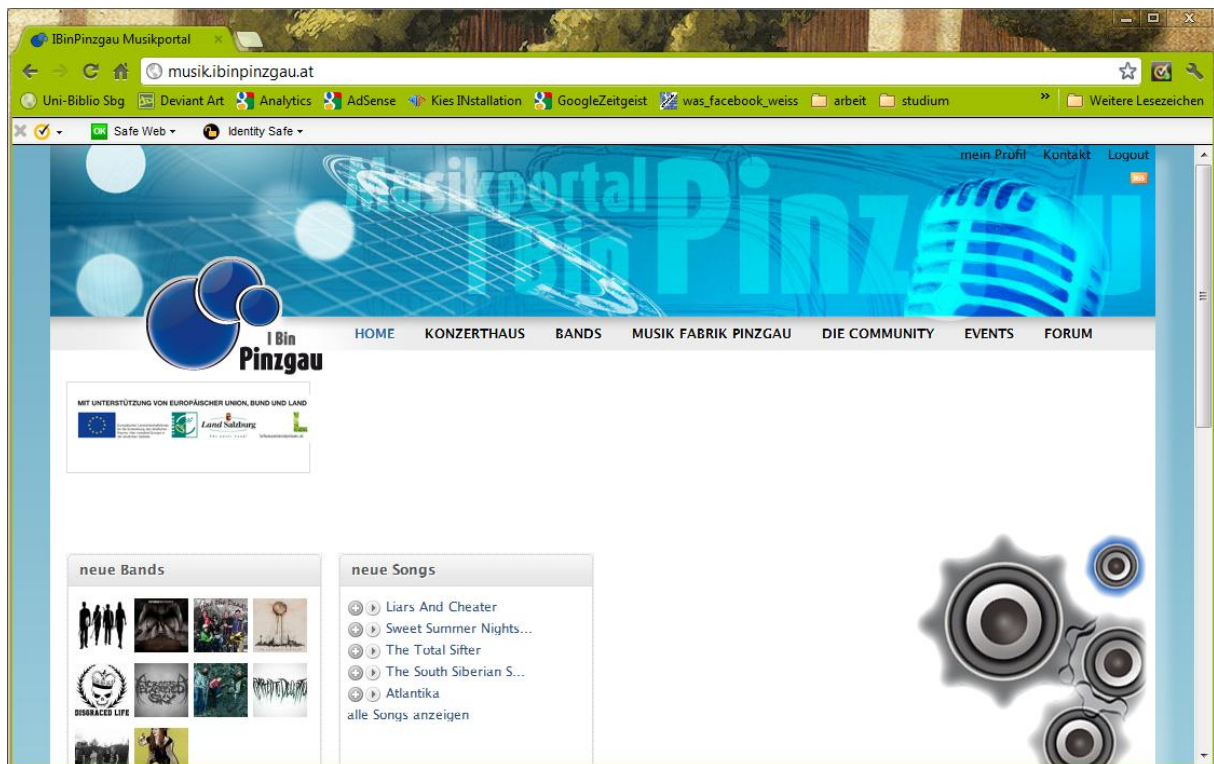 IBinPinzgau Musikportal
musik.ibinpinzgau.at
Uni-Biblio Sbg Deviant Art Analytics AdSense Kies INstallation GoogleZeitgeist was_facebook_weiss arbeit studium » Weitere Lesezeichen
OK Safe Web Identity Safe
mein Profil Kontakt Logout
Musikportal
I Bin Pinzgau
I Bin
Pinzgau
HOME KONZERTHAUS BANDS MUSIK FABRIK PINZGAU DIE COMMUNITY EVENTS FORUM
MIT UNTERSTÜTZUNG VON EUROPÄISCHER UNION, BUND UND LAND
Land Salzburg
neue Bands
neue Songs
Liars And Cheater
Sweet Summer Nights...
The Total Sifter
The South Siberian S...
Atlantika
alle Songs anzeigen
DISGRACED LIFE